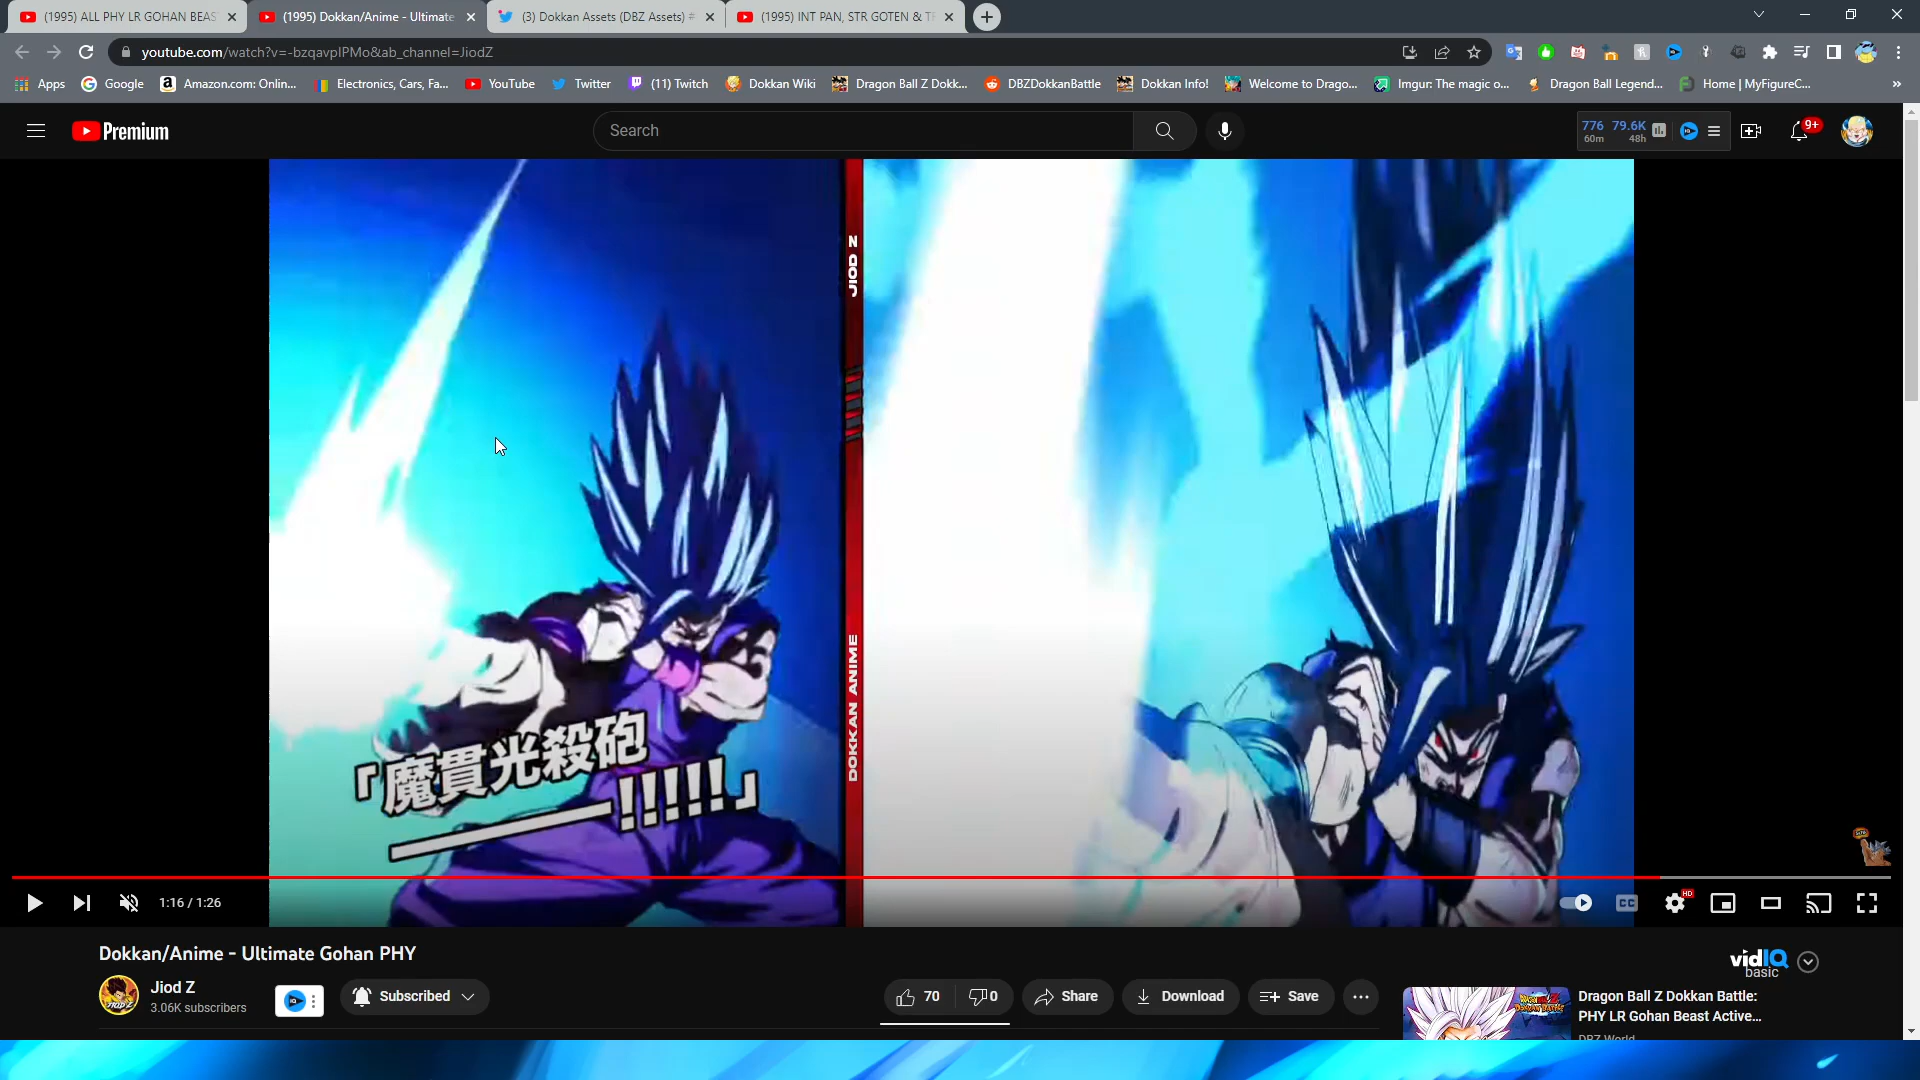 (1995) ALL PHY LR GOHAN BEAS
(1995) Dokkan/Anime - Ultimate
(3) Dokkan Assets (DBZ Assets) #
(1995) INT PAN, STR GOTEN & T
youtube.com/watch?v=-bzqavpIPMo&ab_channel=JiodZ
Apps
Google
Amazon.com: Onlin...
Electronics, Cars, Fa...
YouTube
Twitter
(11) Twitch
Dokkan Wiki
Dragon Ball Z Dokk...
DBZDokkanBattle
Dokkan Info!
Welcome to Drago...
Imgur: The magic o...
Dragon Ball Legend...
Home | MyFigureC...
»
Premium
Search
776 79.6K
60m 48h
9+
JIOD Z
DOKKAN ANIME
「魔貫光殺砲
━━━!!!!!」
1:16 / 1:26
CC
HD
Dokkan/Anime - Ultimate Gohan PHY
Jiod Z
3.06K subscribers
Subscribed
70
0
Share
Download
Save
vidIQ
basic
Dragon Ball Z Dokkan Battle:
PHY LR Gohan Beast Active...
DBZ World